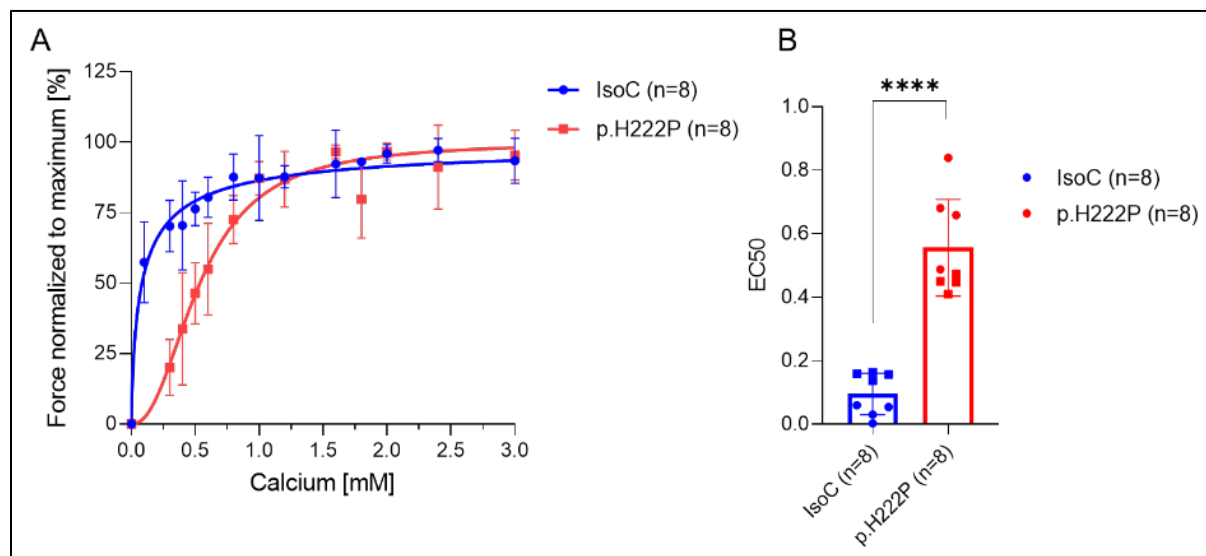 A
Force normalized to maximum [%]
125
100
75
50
25
0
0.0 0.5 1.0 1.5 2.0 2.5 3.0
Calcium [mM]
IsoC (n=8)
p.H222P (n=8)
B
****
EC50
1.0
0.8
0.6
0.4
0.2
0.0
IsoC (n=8)
p.H222P (n=8)
IsoC (n=8)
p.H222P (n=8)